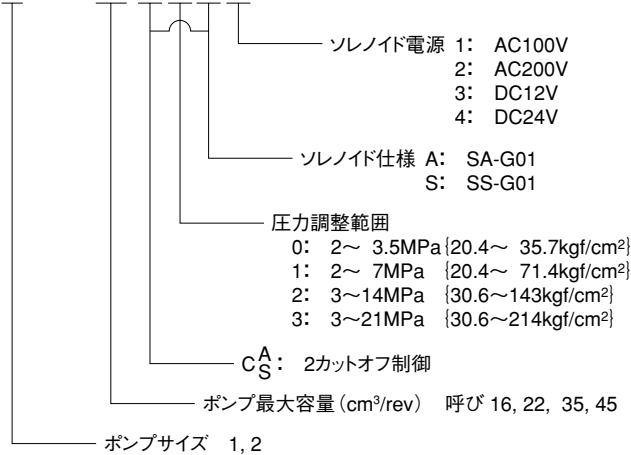 ソレノイド電源 1: AC100V
2: AC200V
3: DC12V
4: DC24V
ソレノイド仕様 A: SA-G01
S: SS-G01
圧力調整範囲
0: 2～ 3.5MPa{20.4～ 35.7kgf/cm²}
1: 2～ 7MPa {20.4～ 71.4kgf/cm²}
2: 3～14MPa {30.6～143kgf/cm²}
3: 3～21MPa {30.6～214kgf/cm²}
C A S : 2カットオフ制御
ポンプ最大容量(cm³/rev) 呼び 16, 22, 35, 45
ポンプサイズ 1, 2